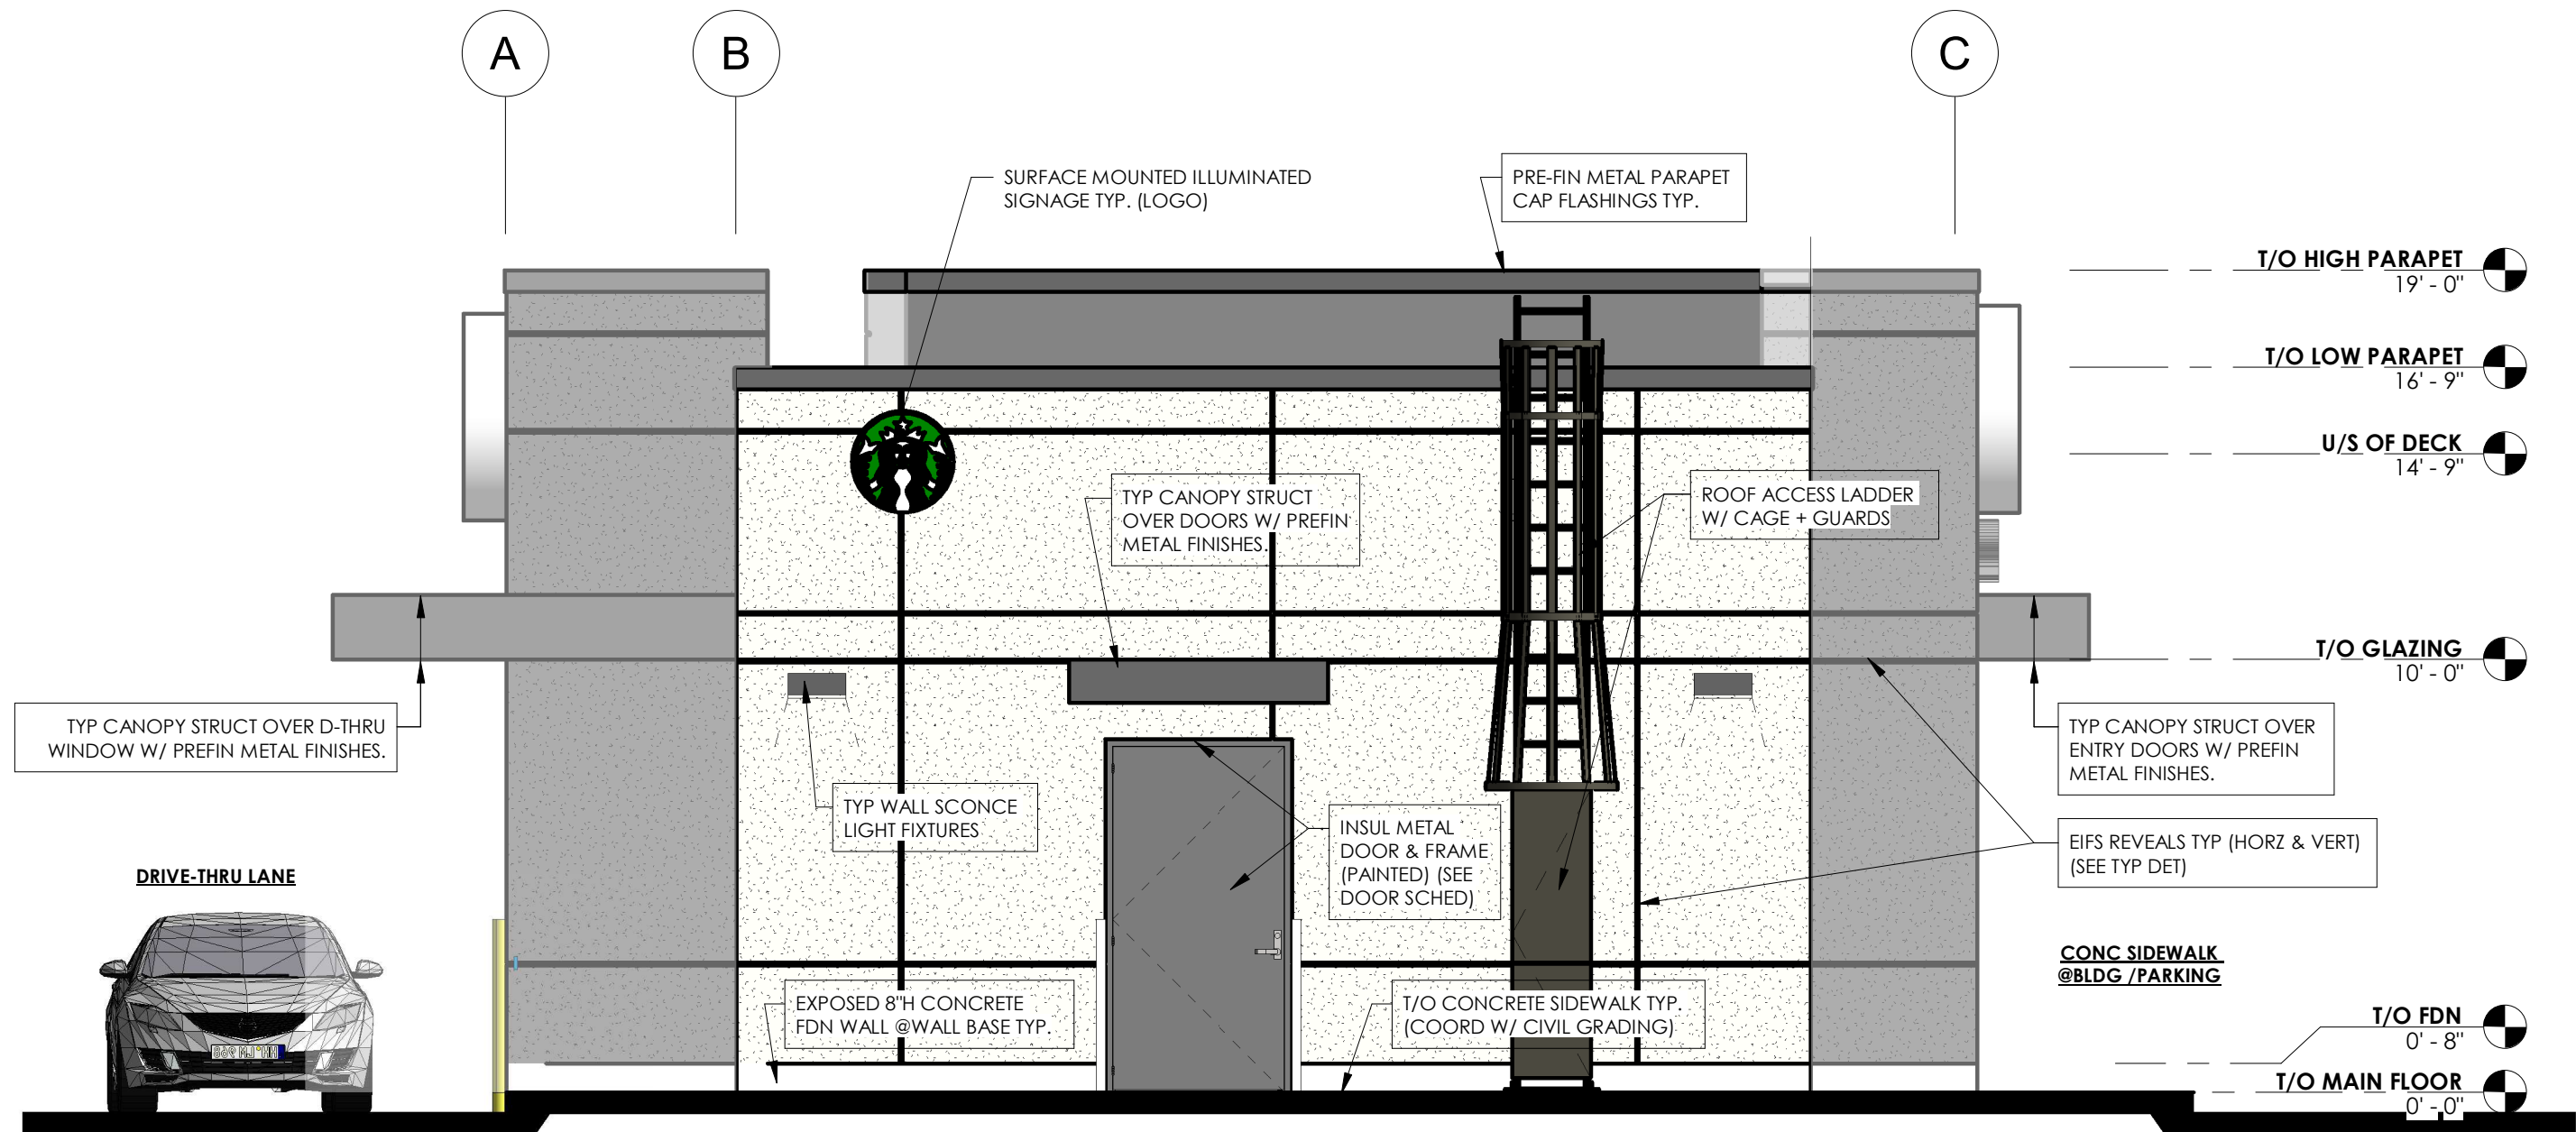 A
B
C
SURFACE MOUNTED ILLUMINATED
SIGNAGE TYP. (LOGO)
PRE-FIN METAL PARAPET
CAP FLASHINGS TYP.
T/O HIGH PARAPET
19' - 0"
T/O LOW PARAPET
16' - 9"
U/S OF DECK
14' - 9"
TYP CANOPY STRUCT
OVER DOORS W/ PREFIN
METAL FINISHES.
ROOF ACCESS LADDER
W/ CAGE + GUARDS
T/O GLAZING
10' - 0"
TYP CANOPY STRUCT OVER D-THRU
WINDOW W/ PREFIN METAL FINISHES.
TYP CANOPY STRUCT OVER
ENTRY DOORS W/ PREFIN
METAL FINISHES.
TYP WALL SCONCE
LIGHT FIXTURES
INSUL METAL
DOOR & FRAME
(PAINTED) (SEE
DOOR SCHED)
EIFS REVEALS TYP (HORZ & VERT)
(SEE TYP DET)
DRIVE-THRU LANE
CONC SIDEWALK
@BLDG /PARKING
EXPOSED 8"H CONCRETE
FDN WALL @WALL BASE TYP.
T/O CONCRETE SIDEWALK TYP.
(COORD W/ CIVIL GRADING)
T/O FDN
0' - 8"
T/O MAIN FLOOR
0' - 0"